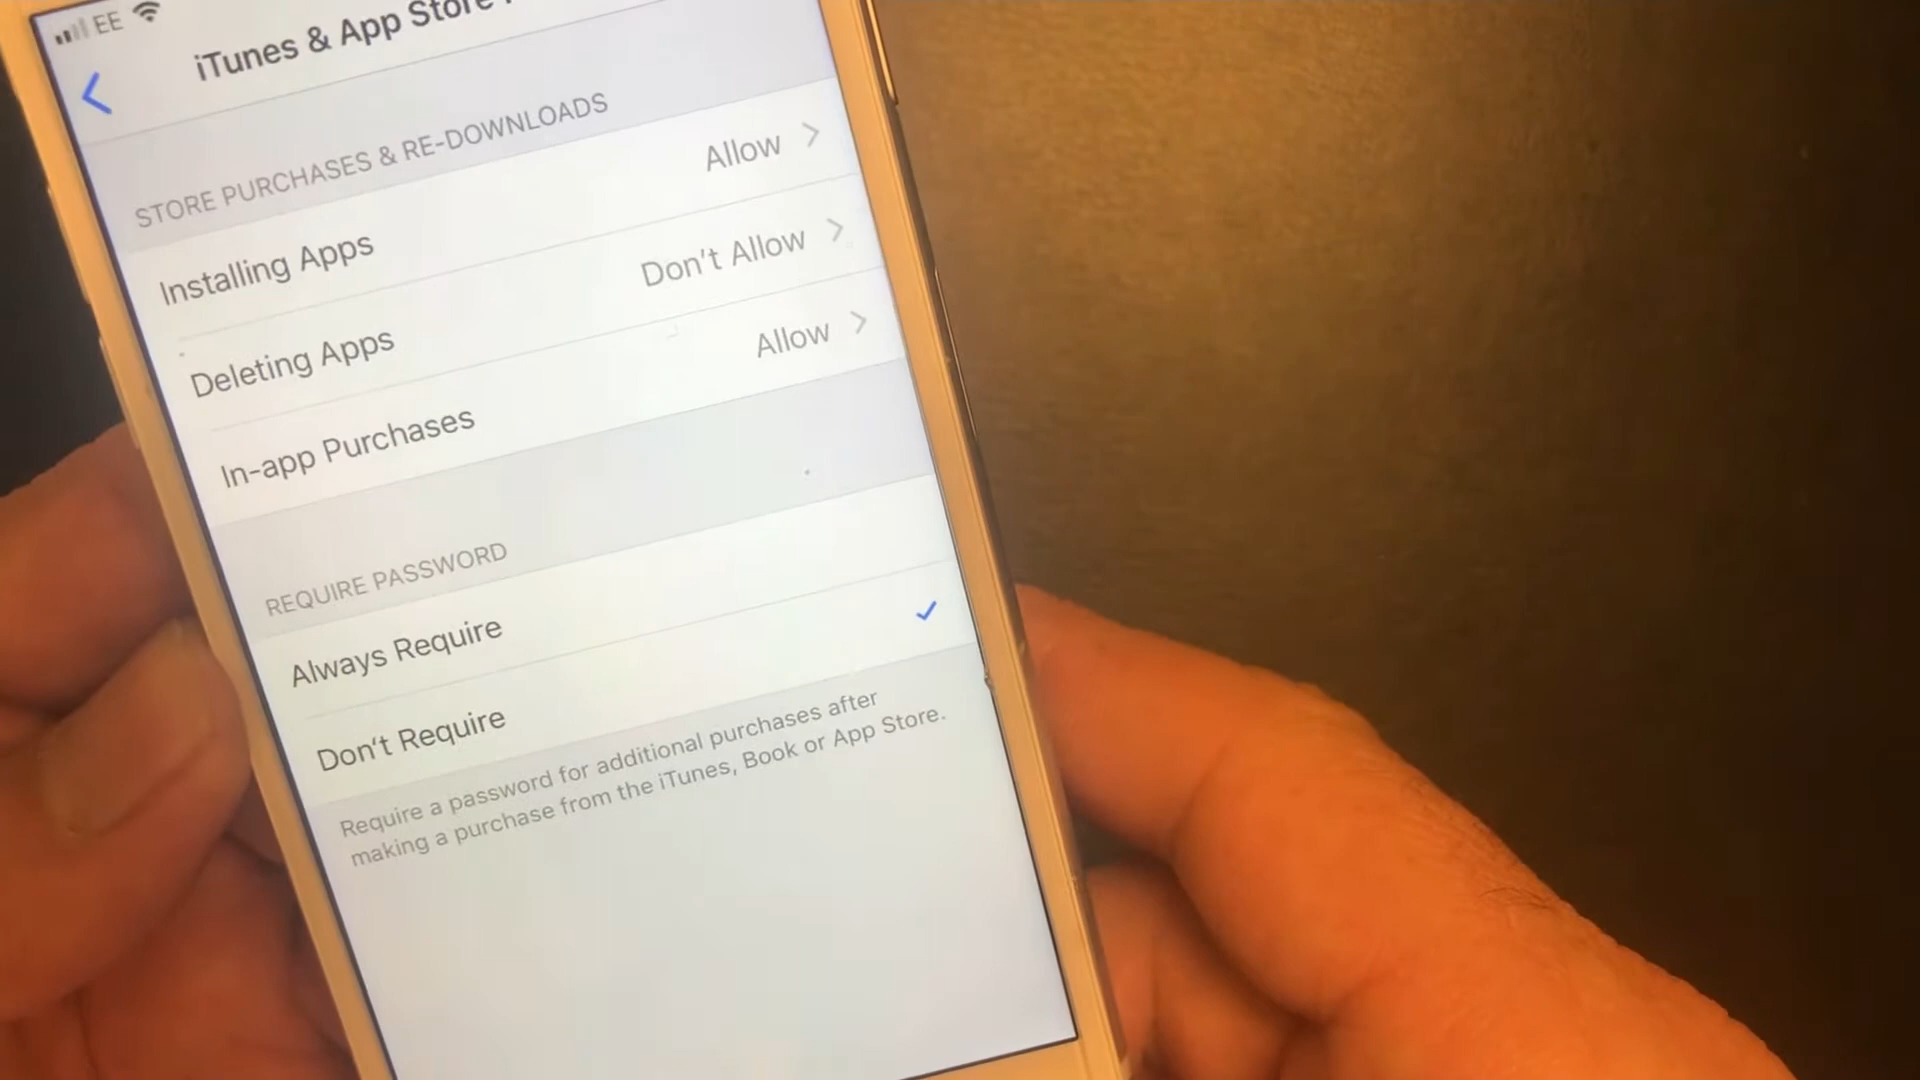 EE
iTunes & App Store
STORE PURCHASES & RE-DOWNLOADS
Installing Apps Allow
Deleting Apps Don't Allow
In-app Purchases Allow
REQUIRE PASSWORD
Always Require
Don't Require
Require a password for additional purchases after
making a purchase from the iTunes, Book or App Store.